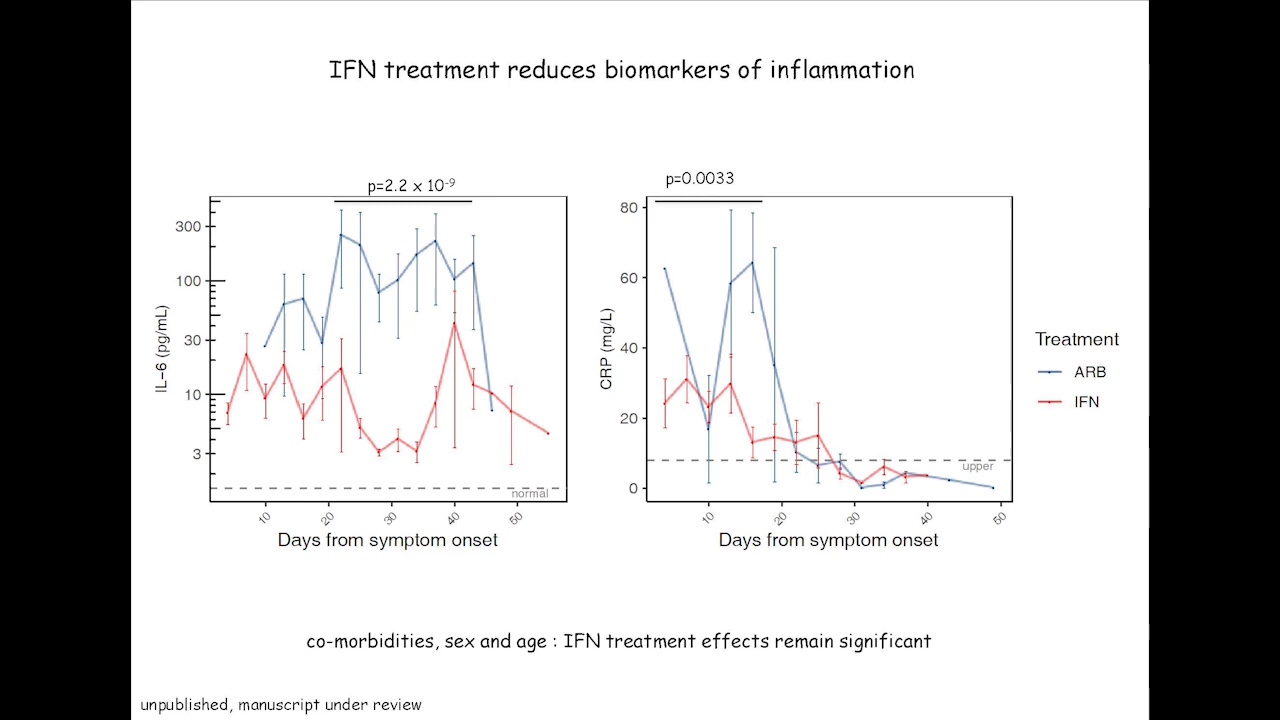 IFN treatment reduces biomarkers of inflammation
p=2.2 x 10⁻⁹
300
100
30
10
3
IL−6 (pg/mL)
normal
10
20
30
40
50
Days from symptom onset
p=0.0033
80
60
40
20
0
CRP (mg/L)
upper
10
20
30
40
50
Days from symptom onset
Treatment
ARB
IFN
co-morbidities, sex and age : IFN treatment effects remain significant
unpublished, manuscript under review